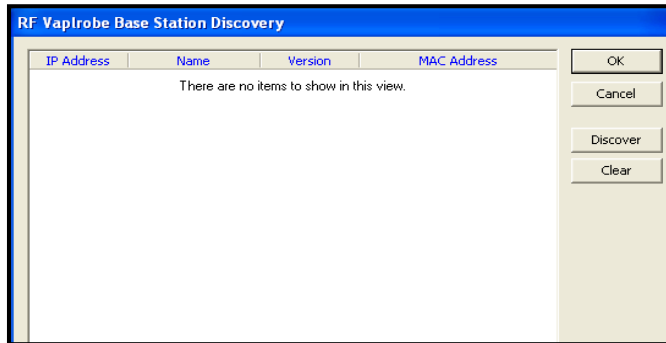 RF VapIrobe Base Station Discovery
IP Address Name Version MAC Address
There are no items to show in this view.
OK
Cancel
Discover
Clear